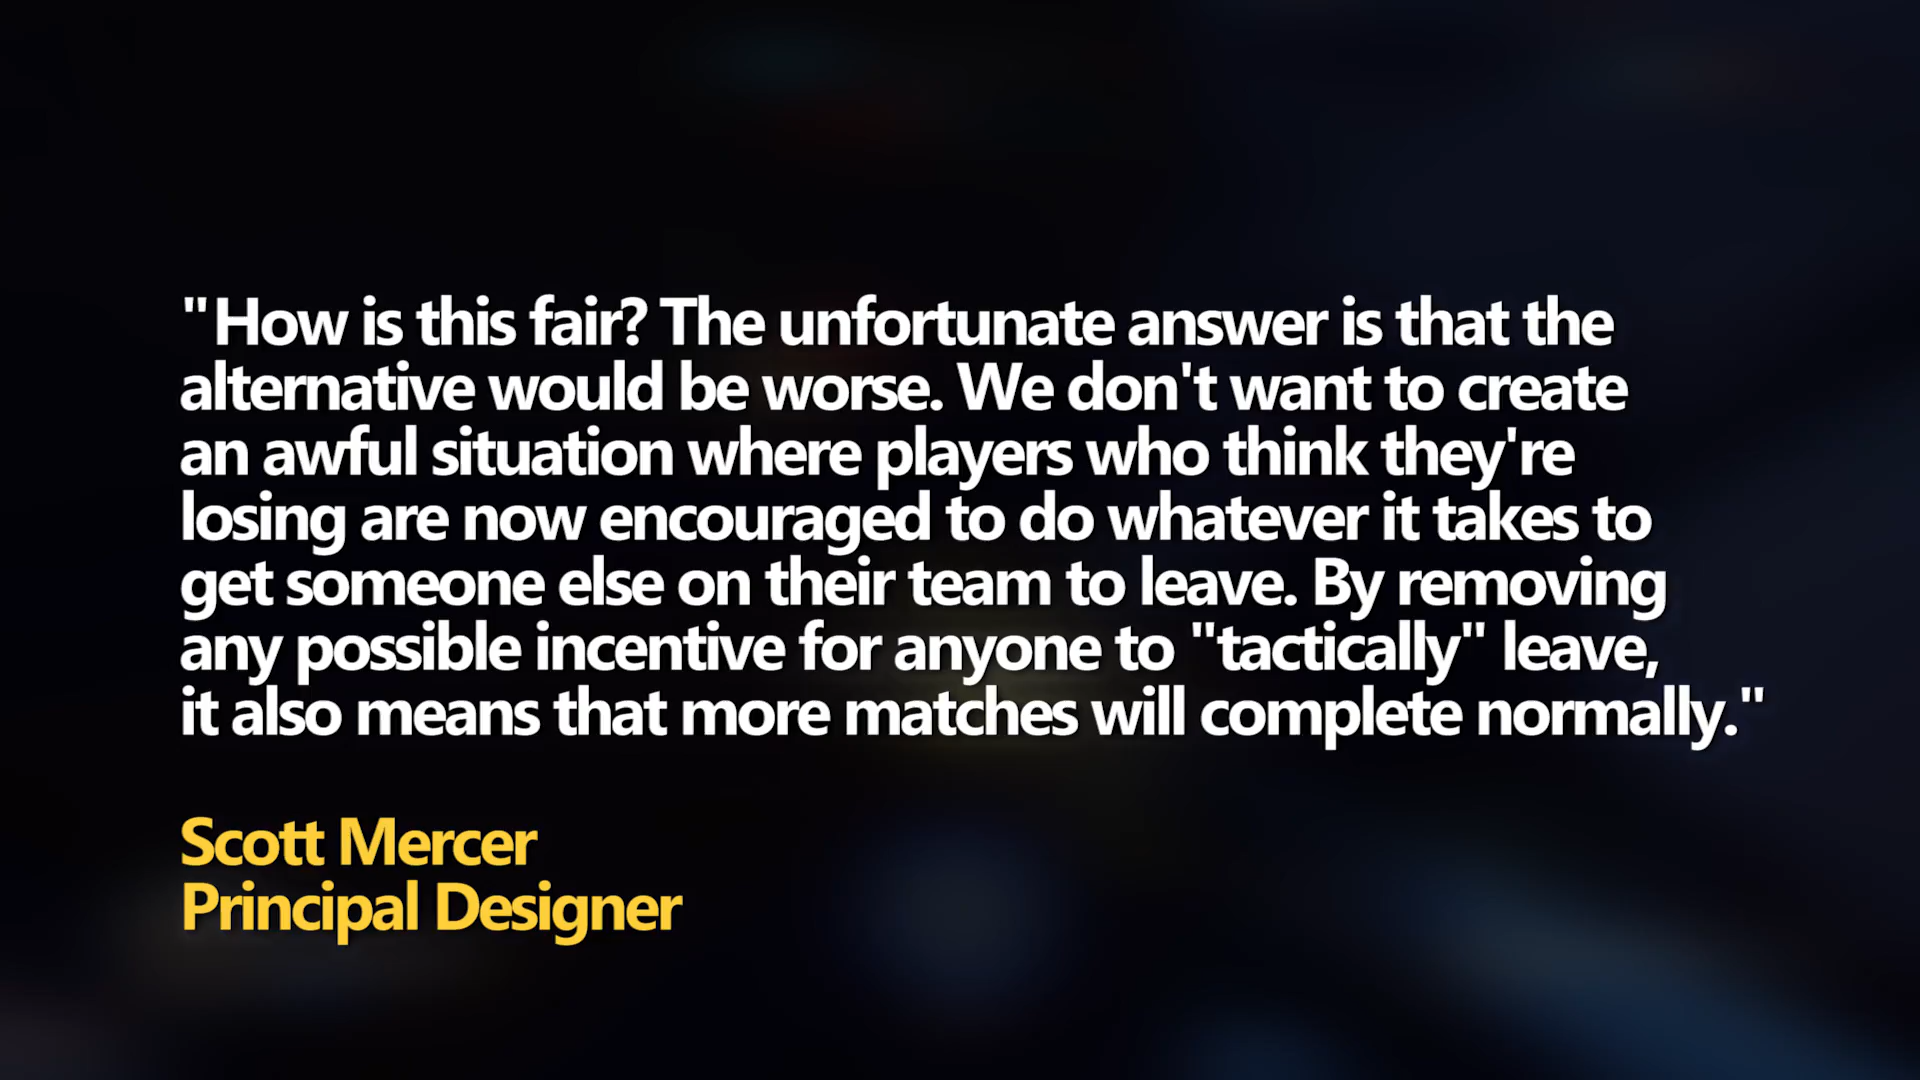 "How is this fair? The unfortunate answer is that the
alternative would be worse. We don't want to create
an awful situation where players who think they're
losing are now encouraged to do whatever it takes to
get someone else on their team to leave. By removing
any possible incentive for anyone to "tactically" leave,
it also means that more matches will complete normally."
Scott Mercer
Principal Designer